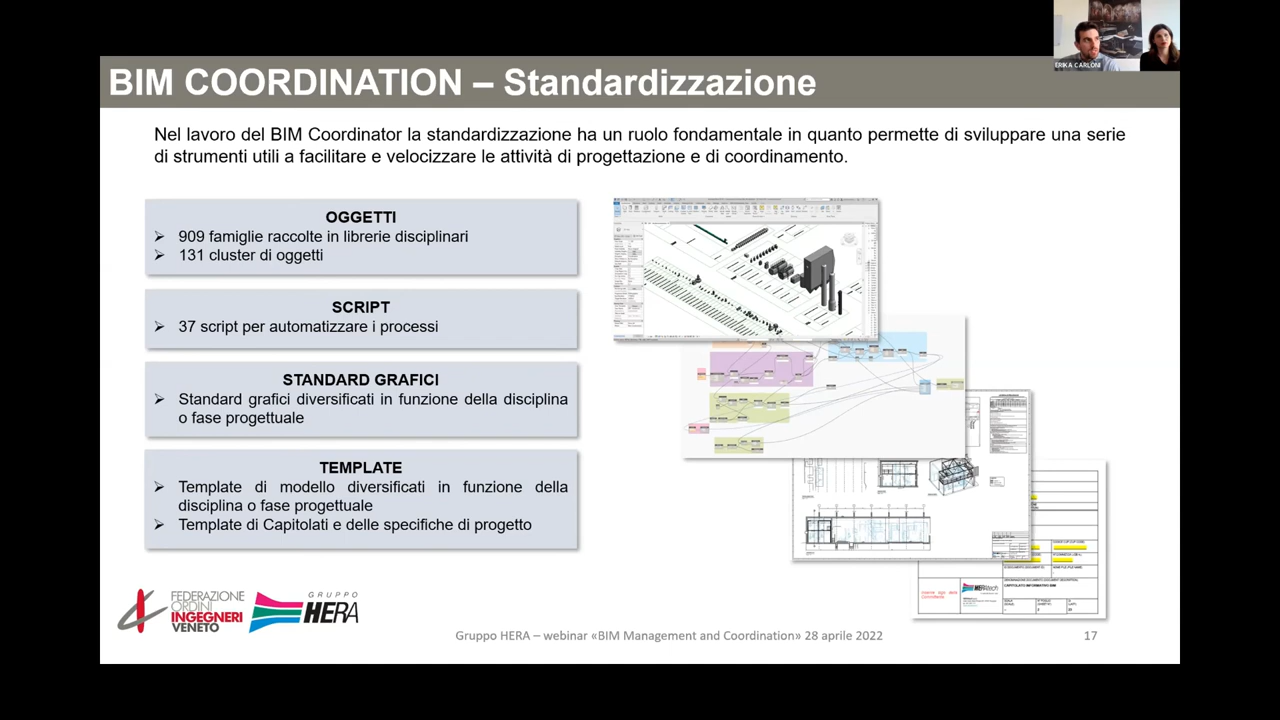 ERIKA CARLONI
BIM COORDINATION – Standardizzazione
Nel lavoro del BIM Coordinator la standardizzazione ha un ruolo fondamentale in quanto permette di sviluppare una serie
di strumenti utili a facilitare e velocizzare le attività di progettazione e di coordinamento.
OGGETTI
➢ 909 famiglie raccolte in librerie disciplinari
➢ 131 cluster di oggetti
SCRIPT
➢ 37 script per automatizzare i processi
STANDARD GRAFICI
➢ Standard grafici diversificati in funzione della disciplina
o fase progettuale
TEMPLATE
➢ Template di modello diversificati in funzione della
disciplina o fase progettuale
➢ Template di Capitolati e delle specifiche di progetto
CAPITOLATO INFORMATIVO BIM
HERAtech
FEDERAZIONE
ORDINI
INGEGNERI
VENETO
GRUPPO
HERA
Gruppo HERA – webinar «BIM Management and Coordination» 28 aprile 2022
17